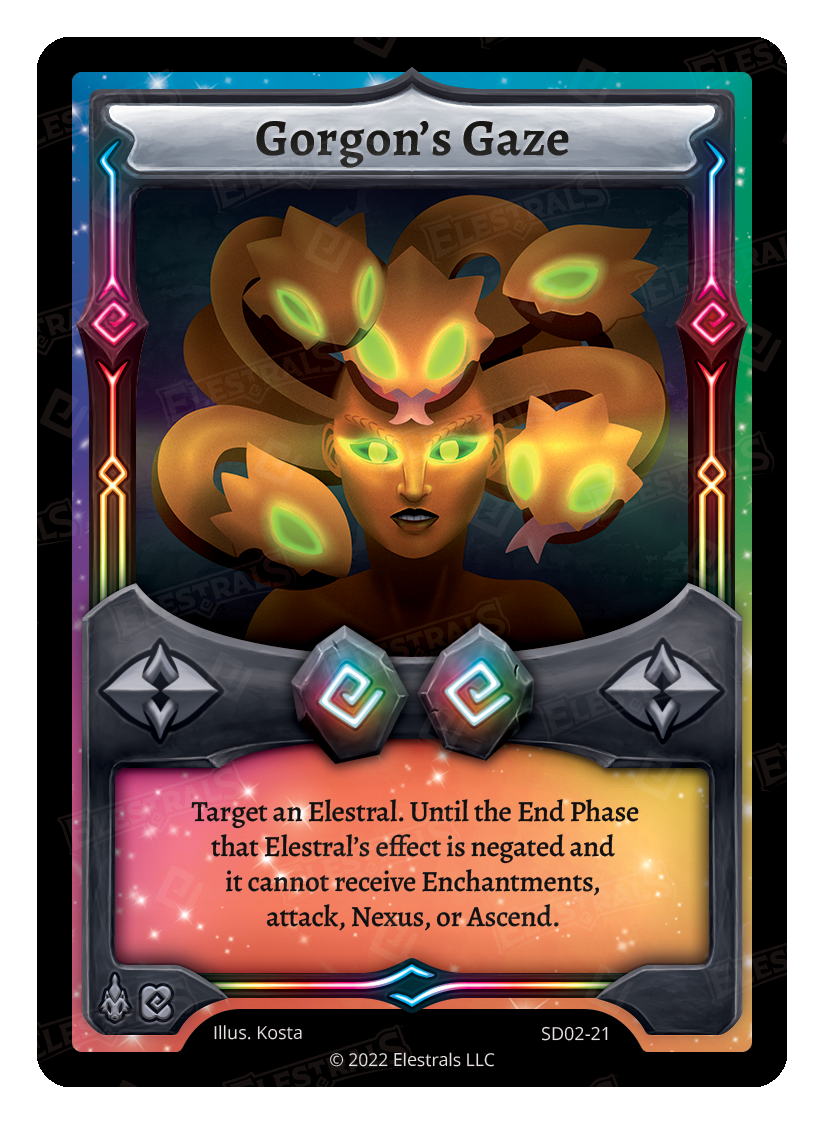 Gorgon’s Gaze
Target an Elestral. Until the End Phase
that Elestral’s effect is negated and
it cannot receive Enchantments,
attack, Nexus, or Ascend.
Illus. Kosta
SD02-21
© 2022 Elestrals LLC
ELESTRALS